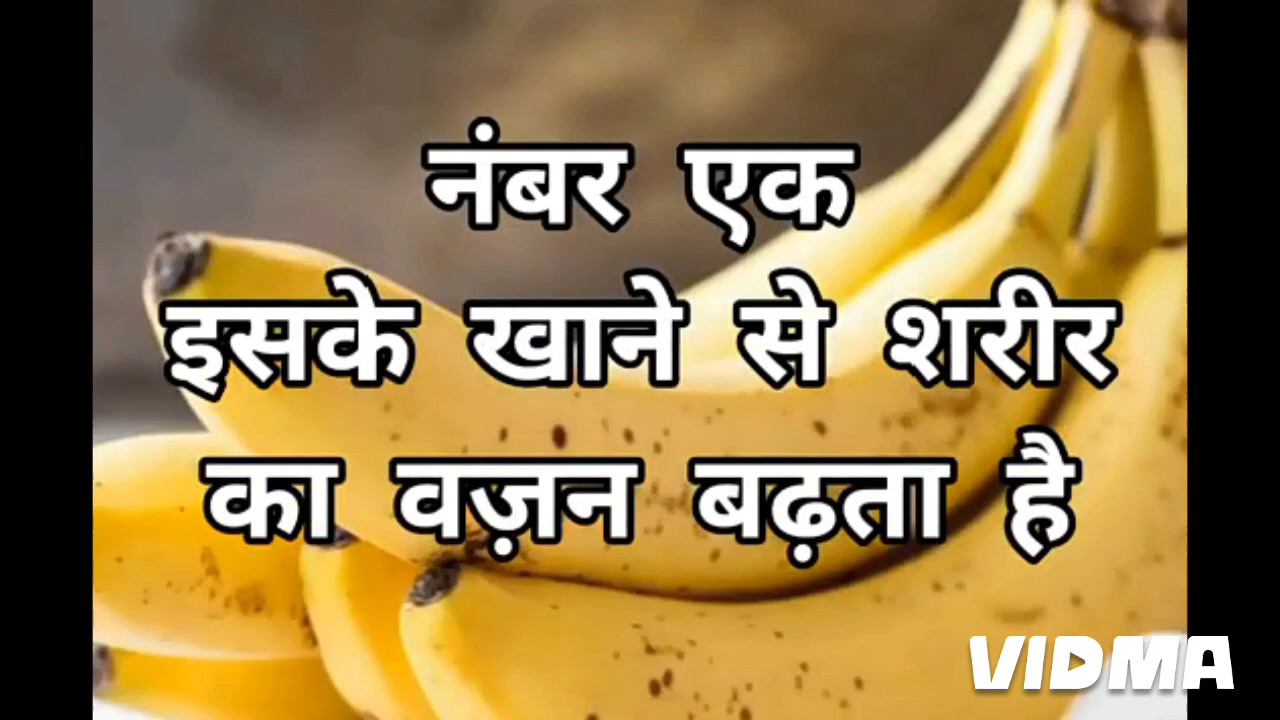 नंबर एक
इसके खाने से शरीर
का वज़न बढ़ता है
VIDMA